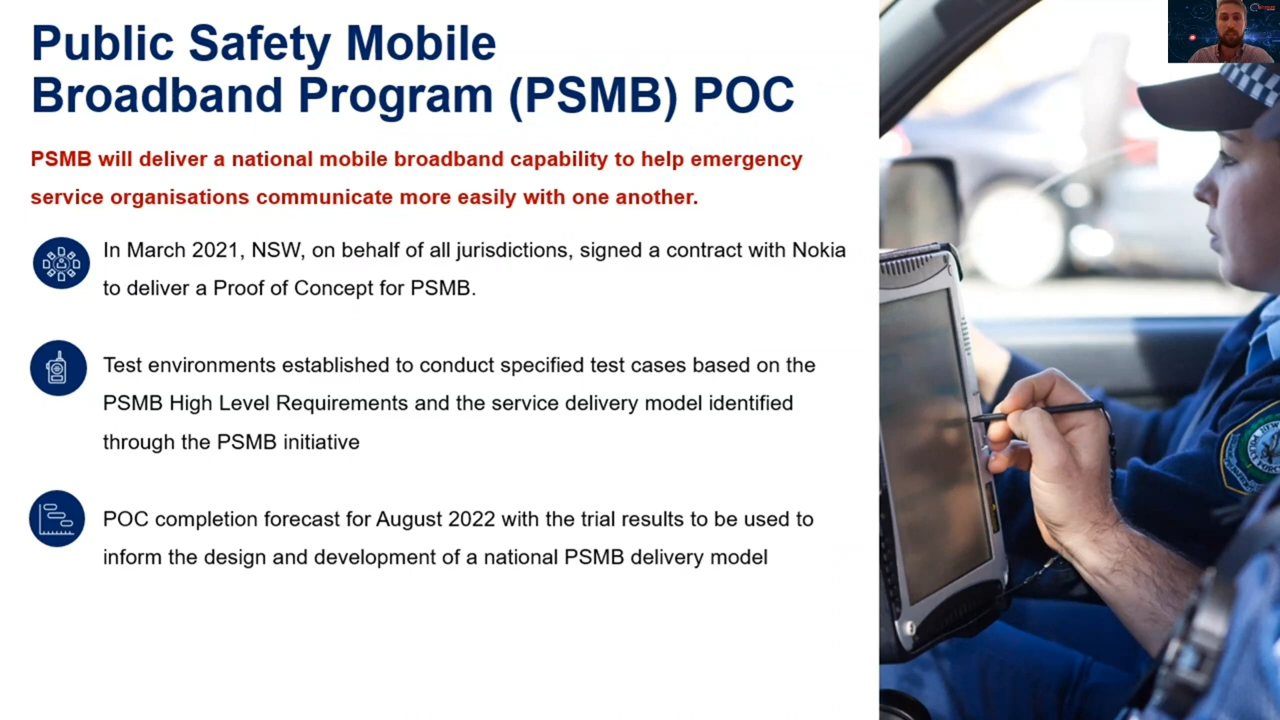 Public Safety Mobile
Broadband Program (PSMB) POC
PSMB will deliver a national mobile broadband capability to help emergency
service organisations communicate more easily with one another.
In March 2021, NSW, on behalf of all jurisdictions, signed a contract with Nokia
to deliver a Proof of Concept for PSMB.
Test environments established to conduct specified test cases based on the
PSMB High Level Requirements and the service delivery model identified
through the PSMB initiative
POC completion forecast for August 2022 with the trial results to be used to
inform the design and development of a national PSMB delivery model